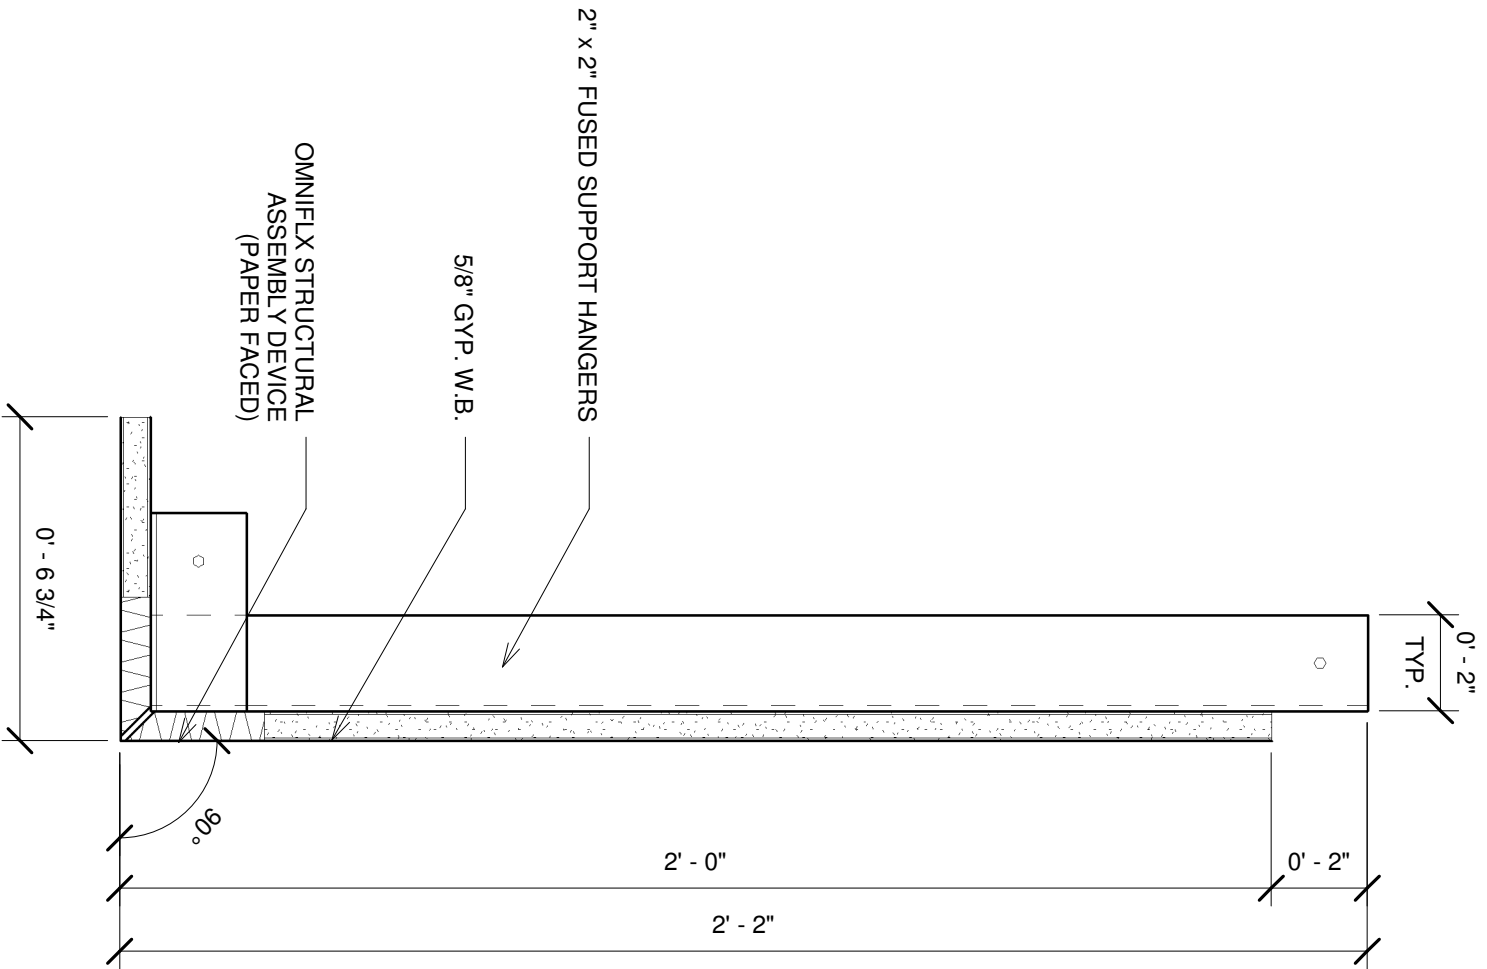 2" x 2" FUSED SUPPORT HANGERS
5/8" GYP. W.B.
OMNIFLX STRUCTURAL
ASSEMBLY DEVICE
(PAPER FACED)
0' - 2"
TYP.
0' - 6 3/4"
90°
2' - 0"
0' - 2"
2' - 2"